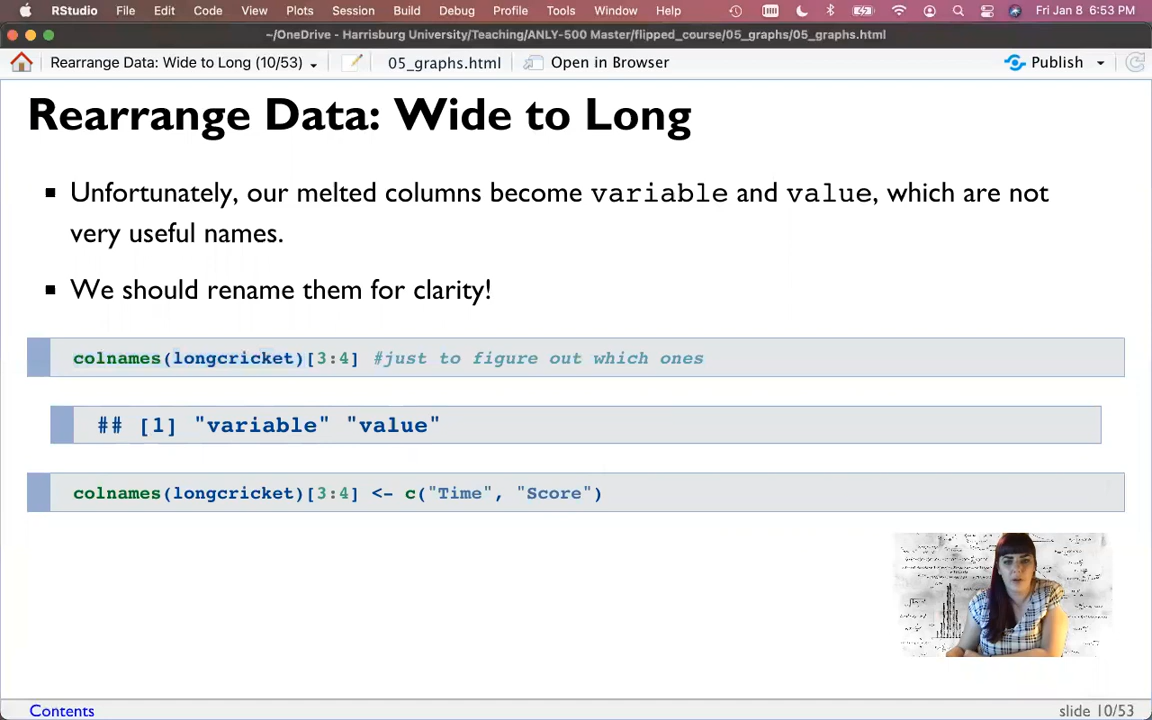 RStudio File Edit Code View Plots Session Build Debug Profile Tools Window Help Fri Jan 8 6:53 PM
~/OneDrive - Harrisburg University/Teaching/ANLY-500 Master/flipped_course/05_graphs/05_graphs.html
Rearrange Data: Wide to Long (10/53) 05_graphs.html Open in Browser Publish
Rearrange Data: Wide to Long
Unfortunately, our melted columns become variable and value, which are not
very useful names.
We should rename them for clarity!
colnames(longcricket)[3:4] #just to figure out which ones
## [1] "variable" "value"
colnames(longcricket)[3:4] <- c("Time", "Score")
Contents
slide 10/53